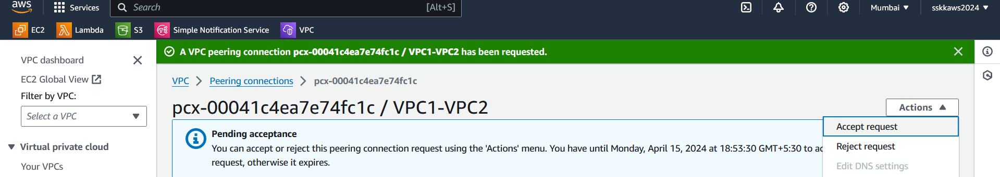 aws Services Search [Alt+S] Mumbai sskkaws2024
EC2 Lambda S3 Simple Notification Service VPC
A VPC peering connection pcx-00041c4ea7e74fc1c / VPC1-VPC2 has been requested.
VPC dashboard
EC2 Global View
Filter by VPC:
Select a VPC
Virtual private cloud
Your VPCs
VPC Peering connections pcx-00041c4ea7e74fc1c
pcx-00041c4ea7e74fc1c / VPC1-VPC2
Actions
Accept request
Reject request
Edit DNS settings
Pending acceptance
You can accept or reject this peering connection request using the 'Actions' menu. You have until Monday, April 15, 2024 at 18:53:30 GMT+5:30 to
request, otherwise it expires.